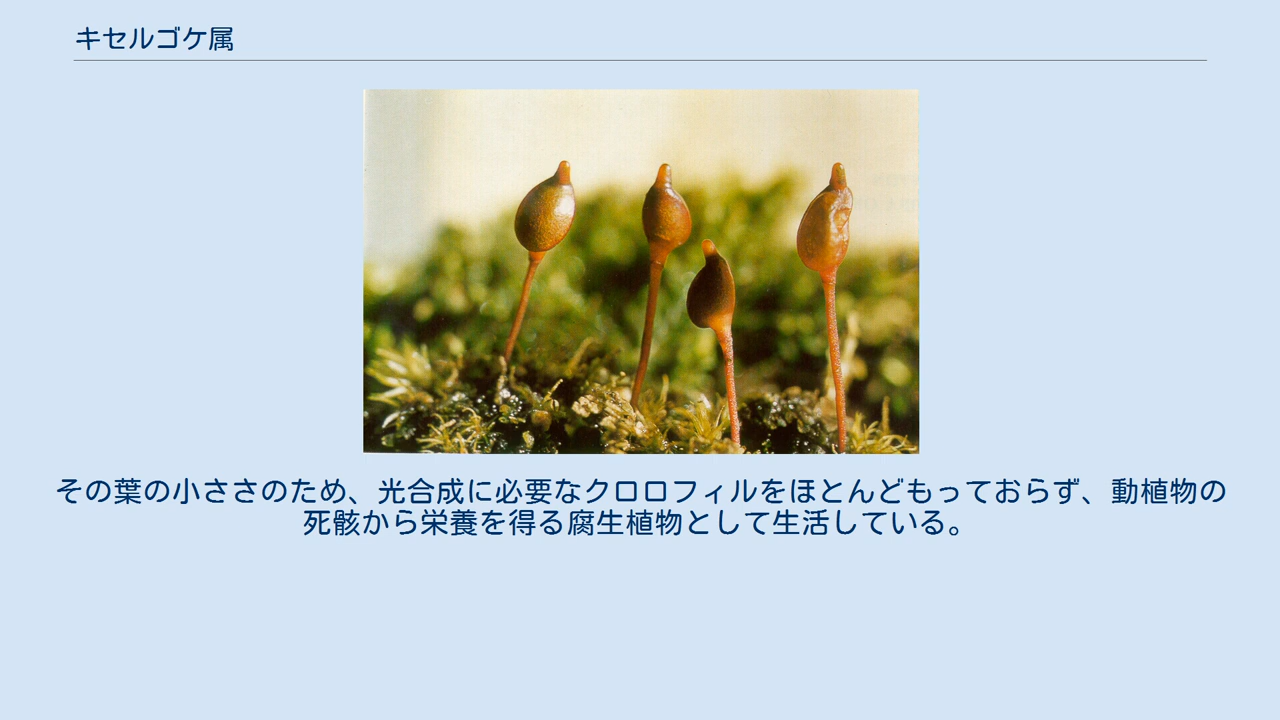 キセルゴケ属
その葉の小ささのため、光合成に必要なクロロフィルをほとんどもっておらず、動植物の
死骸から栄養を得る腐生植物として生活している。